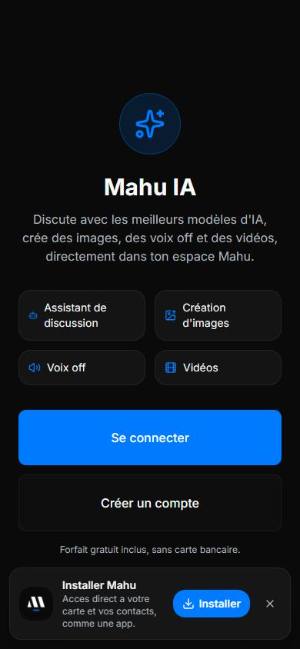 Mahu IA
Discute avec les meilleurs modèles d'IA,
crée des images, des voix off et des vidéos,
directement dans ton espace Mahu.
Assistant de
discussion
Création
d'images
Voix off
Vidéos
Se connecter
Créer un compte
Forfait gratuit inclus, sans carte bancaire.
Installer Mahu
Acces direct a votre
carte et vos contacts,
comme une app.
Installer